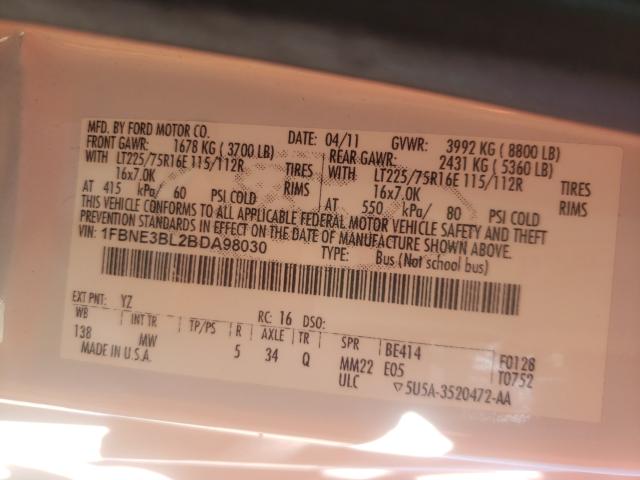 MFD. BY FORD MOTOR CO. DATE: 04/11 GVWR: 3992 KG ( 8800 LB)
FRONT GAWR: 1678 KG ( 3700 LB) REAR GAWR: 2431 KG ( 5360 LB)
WITH LT225/75R16E 115/112R TIRES WITH LT225/75R16E 115/112R TIRES
16x7.0K RIMS 16x7.0K RIMS
AT 415 kPa/ 60 PSI COLD AT 550 kPa/ 80 PSI COLD
THIS VEHICLE CONFORMS TO ALL APPLICABLE FEDERAL MOTOR VEHICLE SAFETY AND THEFT
PREVENTION STANDARDS IN EFFECT ON THE DATE OF MANUFACTURE SHOWN ABOVE.
VIN: 1FBNE3BL2BDA98030 TYPE: Bus (Not school bus)
EXT PNT: YZ RC: 16 DSO:
WB INT TR TP/PS R AXLE TR SPR BE414 F0128
138 MW 5 34 Q MM22 E05 T0752
MADE IN U.S.A. ULC ▽5U5A-3520472-AA